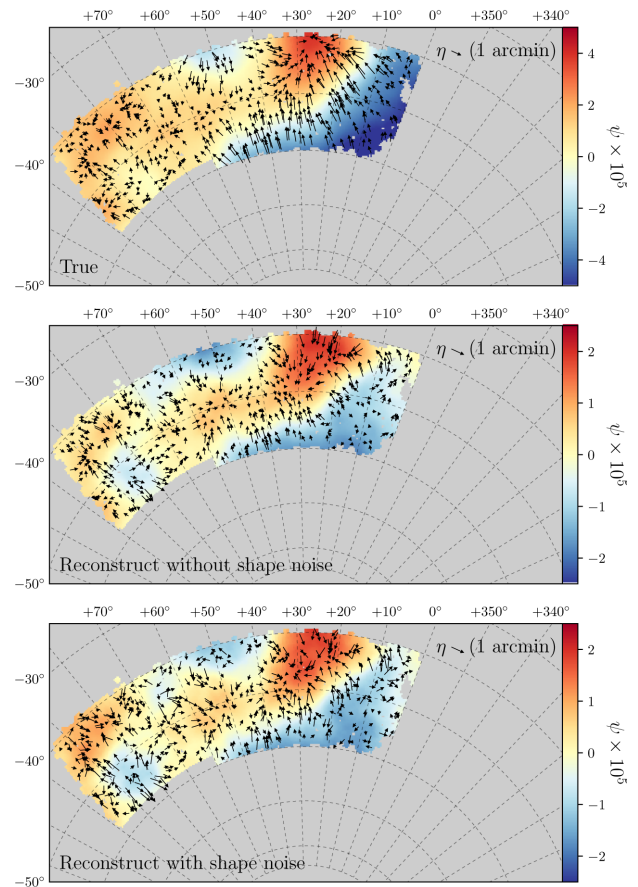 +70° +60° +50° +40° +30° +20° +10° 0° +350° +340°
η (1 arcmin)
−30°
−40°
−50°
True
4
2
0
−2
−4
ψ × 10⁵
+70° +60° +50° +40° +30° +20° +10° 0° +350° +340°
η (1 arcmin)
−30°
−40°
−50°
Reconstruct without shape noise
2
1
0
−1
−2
ψ × 10⁵
+70° +60° +50° +40° +30° +20° +10° 0° +350° +340°
η (1 arcmin)
−30°
−40°
−50°
Reconstruct with shape noise
2
1
0
−1
−2
ψ × 10⁵